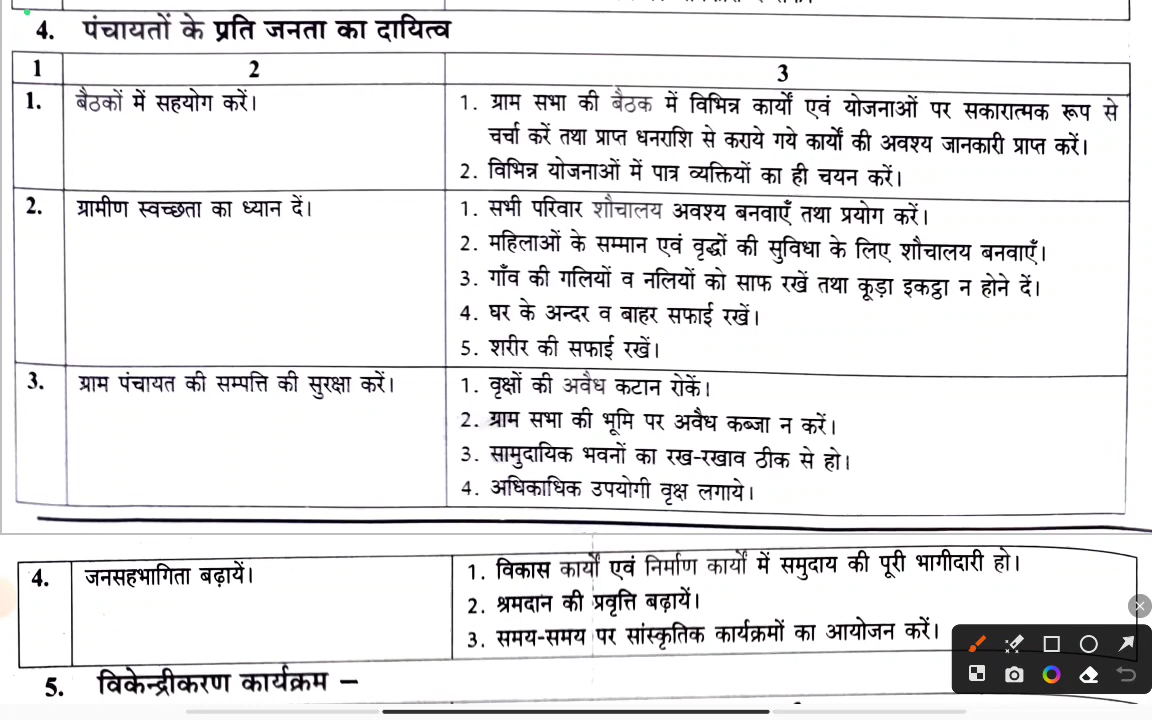 4. पंचायतों के प्रति जनता का दायित्व
1 2 3
1. बैठकों में सहयोग करें।
1. ग्राम सभा की बैठक में विभिन्न कार्यों एवं योजनाओं पर सकारात्मक रूप से
चर्चा करें तथा प्राप्त धनराशि से कराये गये कार्यों की अवश्य जानकारी प्राप्त करें।
2. विभिन्न योजनाओं में पात्र व्यक्तियों का ही चयन करें।
2. ग्रामीण स्वच्छता का ध्यान दें।
1. सभी परिवार शौचालय अवश्य बनवाएँ तथा प्रयोग करें।
2. महिलाओं के सम्मान एवं वृद्धों की सुविधा के लिए शौचालय बनवाएँ।
3. गाँव की गलियों व नलियों को साफ रखें तथा कूड़ा इकट्ठा न होने दें।
4. घर के अन्दर व बाहर सफाई रखें।
5. शरीर की सफाई रखें।
3. ग्राम पंचायत की सम्पत्ति की सुरक्षा करें।
1. वृक्षों की अवैध कटान रोकें।
2. ग्राम सभा की भूमि पर अवैध कब्जा न करें।
3. सामुदायिक भवनों का रख-रखाव ठीक से हो।
4. अधिकाधिक उपयोगी वृक्ष लगाये।
4. जनसहभागिता बढ़ायें।
1. विकास कार्यों एवं निर्माण कार्यों में समुदाय की पूरी भागीदारी हो।
2. श्रमदान की प्रवृत्ति बढ़ायें।
3. समय-समय पर सांस्कृतिक कार्यक्रमों का आयोजन करें।
5. विकेन्द्रीकरण कार्यक्रम –